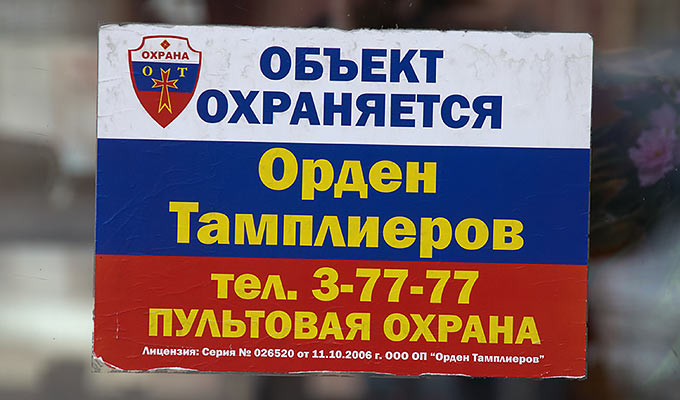 ОХРАНА
О Т
ОБЪЕКТ
ОХРАНЯЕТСЯ
Орден
Тамплиеров
тел. 3-77-77
ПУЛЬТОВАЯ ОХРАНА
Лицензия: Серия № 026520 от 11.10.2006 г. ООО ОП "Орден Тамплиеров"